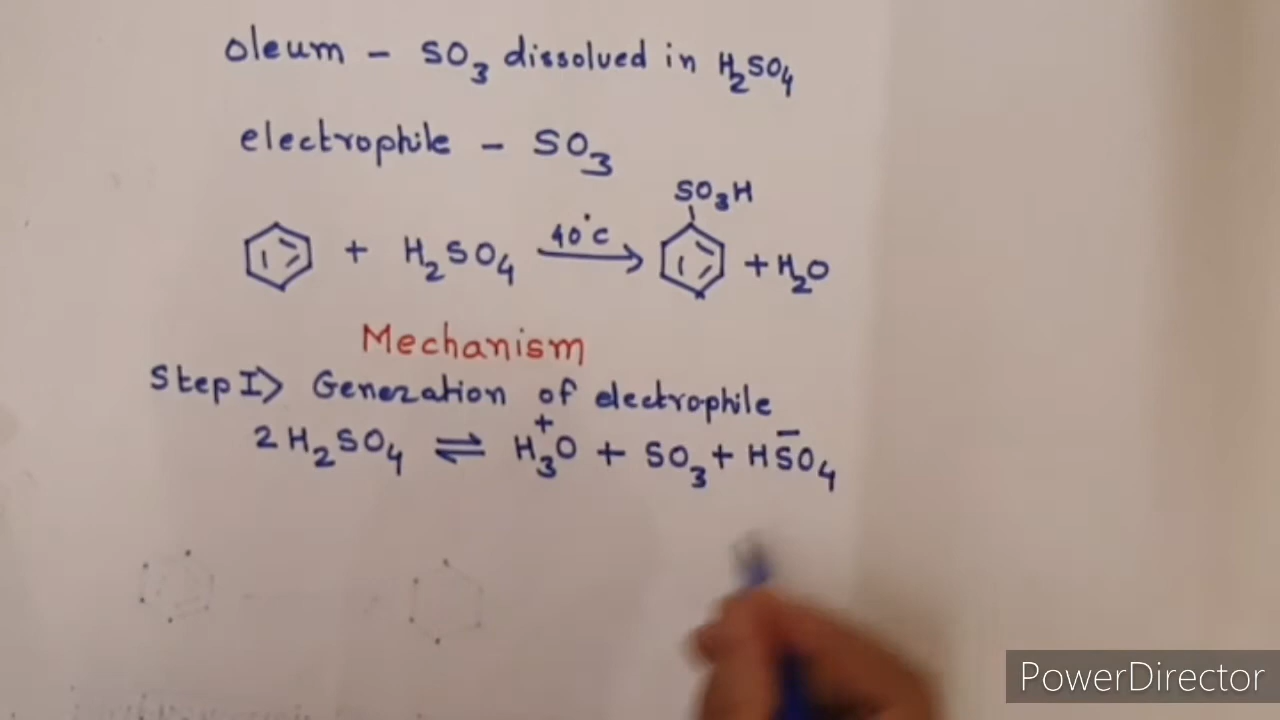 oleum - SO3 dissolved in H2SO4
electrophile - SO3
SO3H
+ H2SO4 40°C → + H2O
Mechanism
Step I> Generation of electrophile
2H2SO4 ⇌ H3O+ + SO3 + HSO4-
PowerDirector